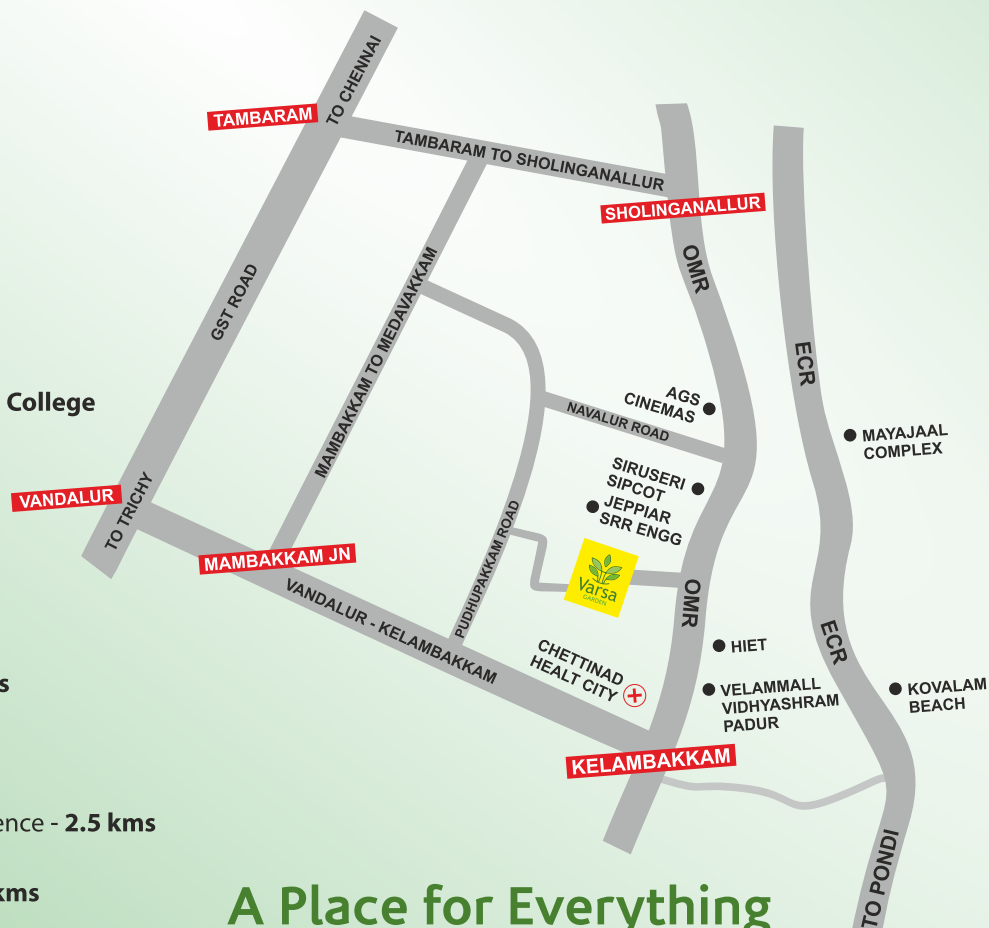 TO CHENNAI
TAMBARAM
TAMBARAM TO SHOLINGANALLUR
SHOLINGANALLUR
OMR
GST ROAD
MAMBAKKAM TO MEDAVAKKAM
ECR
College
AGS
CINEMAS
NAVALUR ROAD
MAYAJAAL
COMPLEX
SIRUSERI
SIPCOT
JEPPIAR
SRR ENGG
VANDALUR
TO TRICHY
MAMBAKKAM JN
PUDHUPAKKAM ROAD
Varsa
GARDEN
OMR
VANDALUR - KELAMBAKKAM
HIET
ECR
CHETTINAD
HEALT CITY
VELAMMALL
VIDHYASHRAM
PADUR
KOVALAM
BEACH
s
KELAMBAKKAM
ence - 2.5 kms
TO PONDI
kms
A Place for Everything